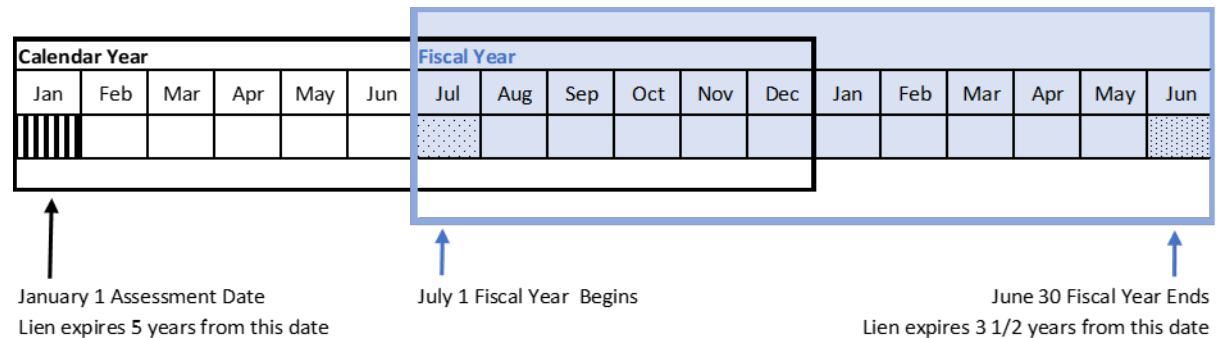 Calendar Year Fiscal Year
Jan Feb Mar Apr May Jun Jul Aug Sep Oct Nov Dec Jan Feb Mar Apr May Jun
January 1 Assessment Date
Lien expires 5 years from this date
July 1 Fiscal Year Begins
June 30 Fiscal Year Ends
Lien expires 3 1/2 years from this date